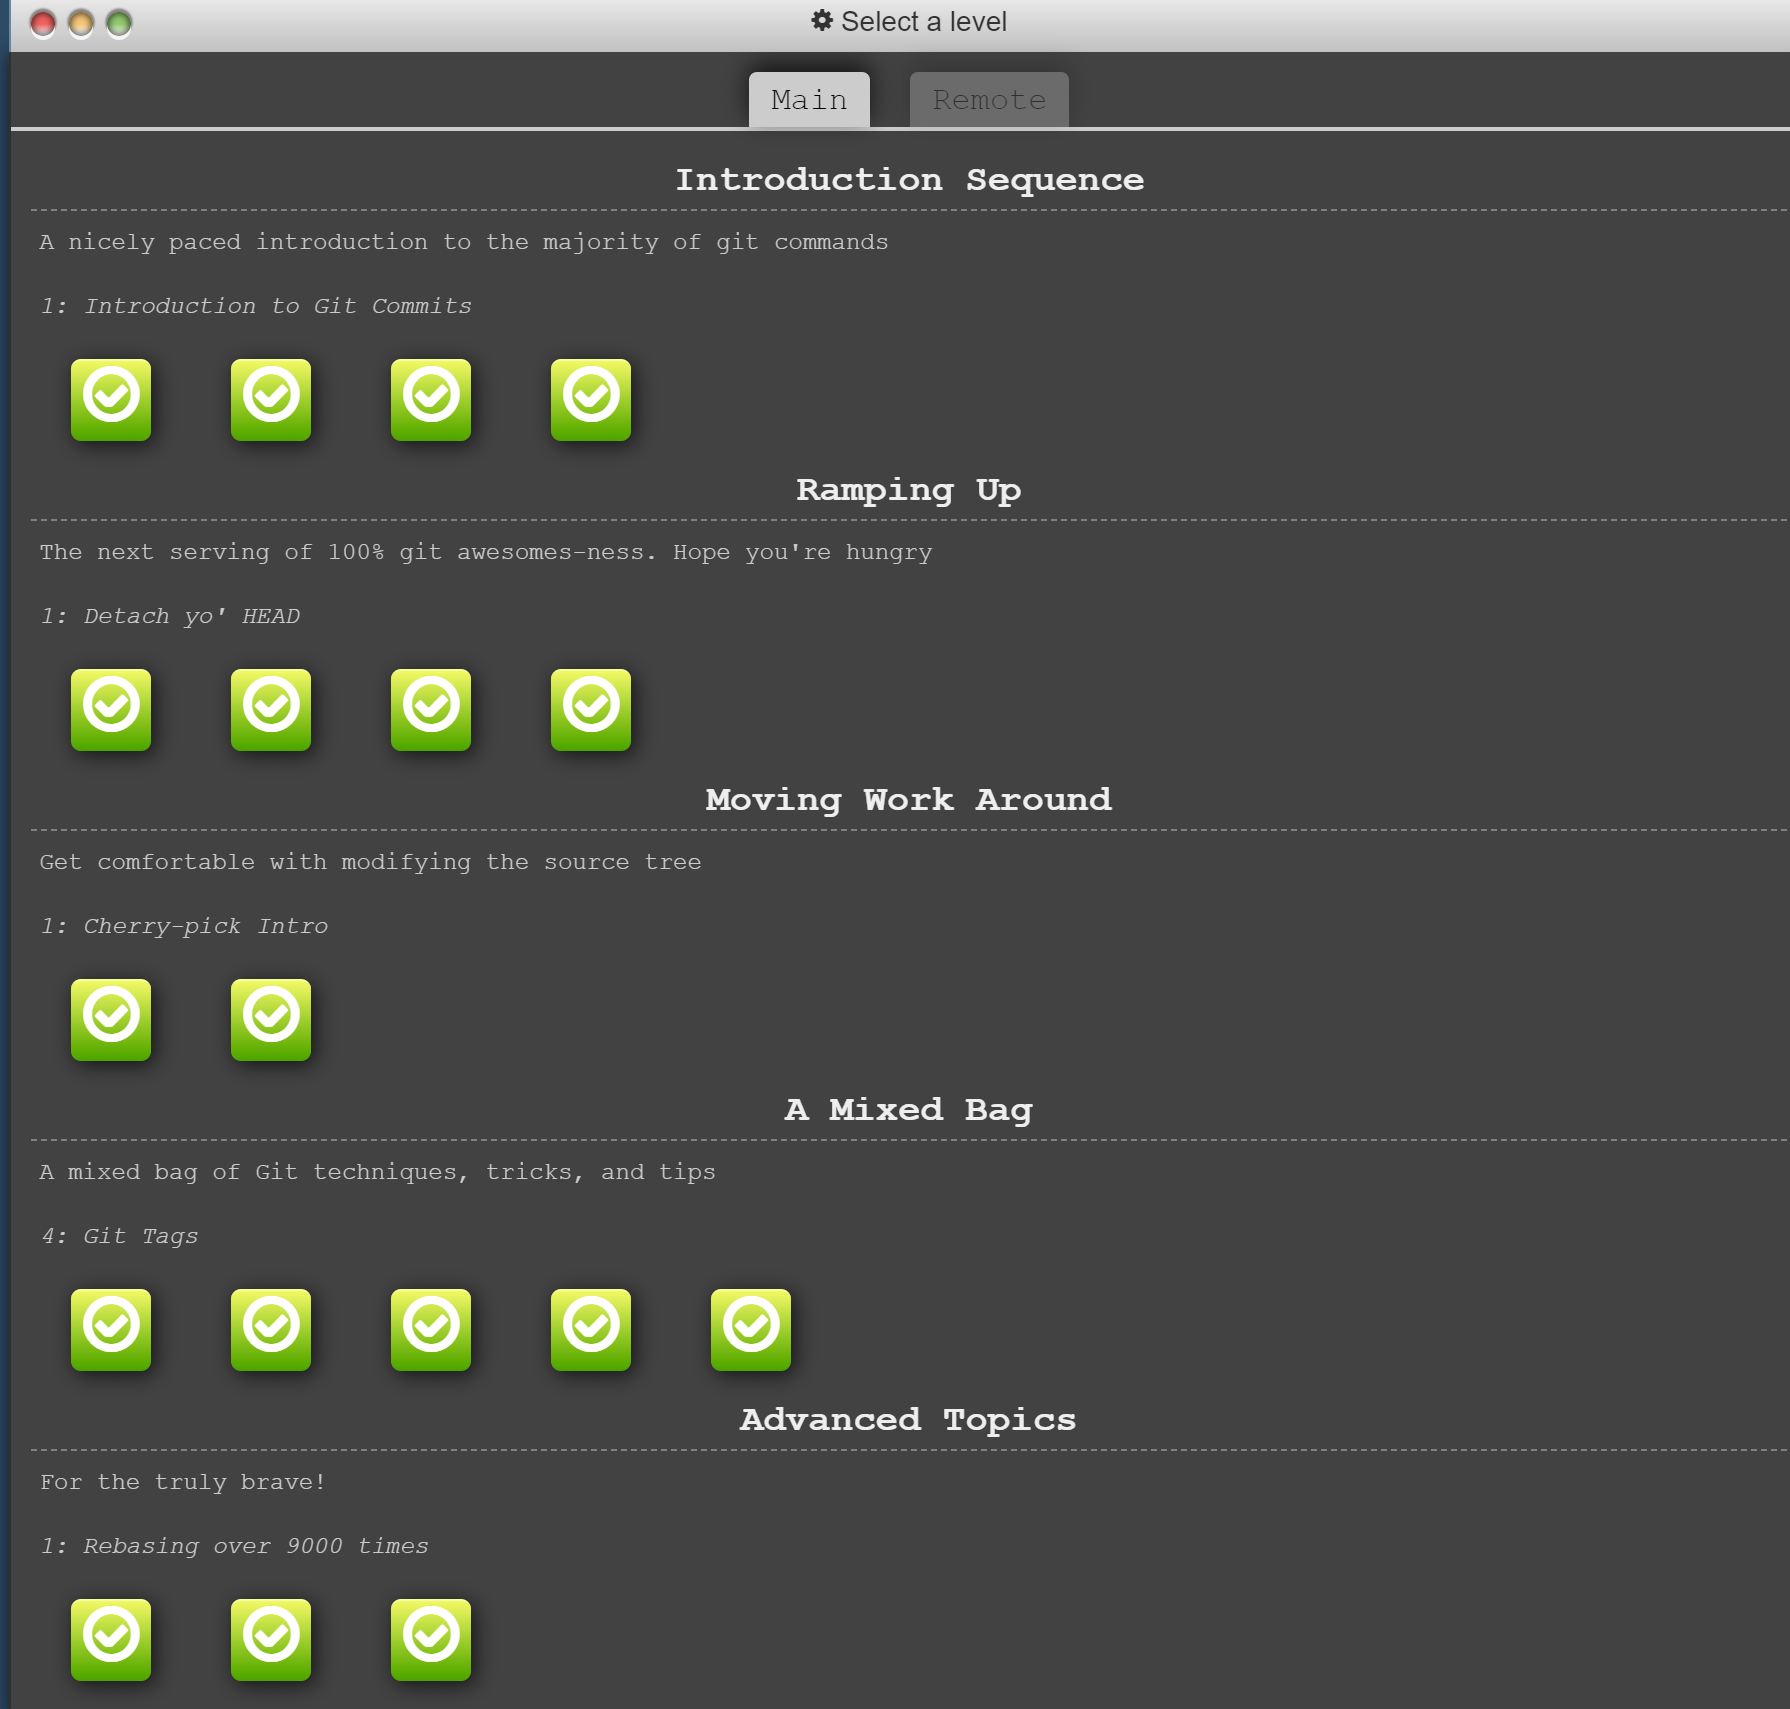 Select a level
Main
Remote
Introduction Sequence
A nicely paced introduction to the majority of git commands
1: Introduction to Git Commits
Ramping Up
The next serving of 100% git awesomes-ness. Hope you're hungry
1: Detach yo' HEAD
Moving Work Around
Get comfortable with modifying the source tree
1: Cherry-pick Intro
A Mixed Bag
A mixed bag of Git techniques, tricks, and tips
4: Git Tags
Advanced Topics
For the truly brave!
1: Rebasing over 9000 times